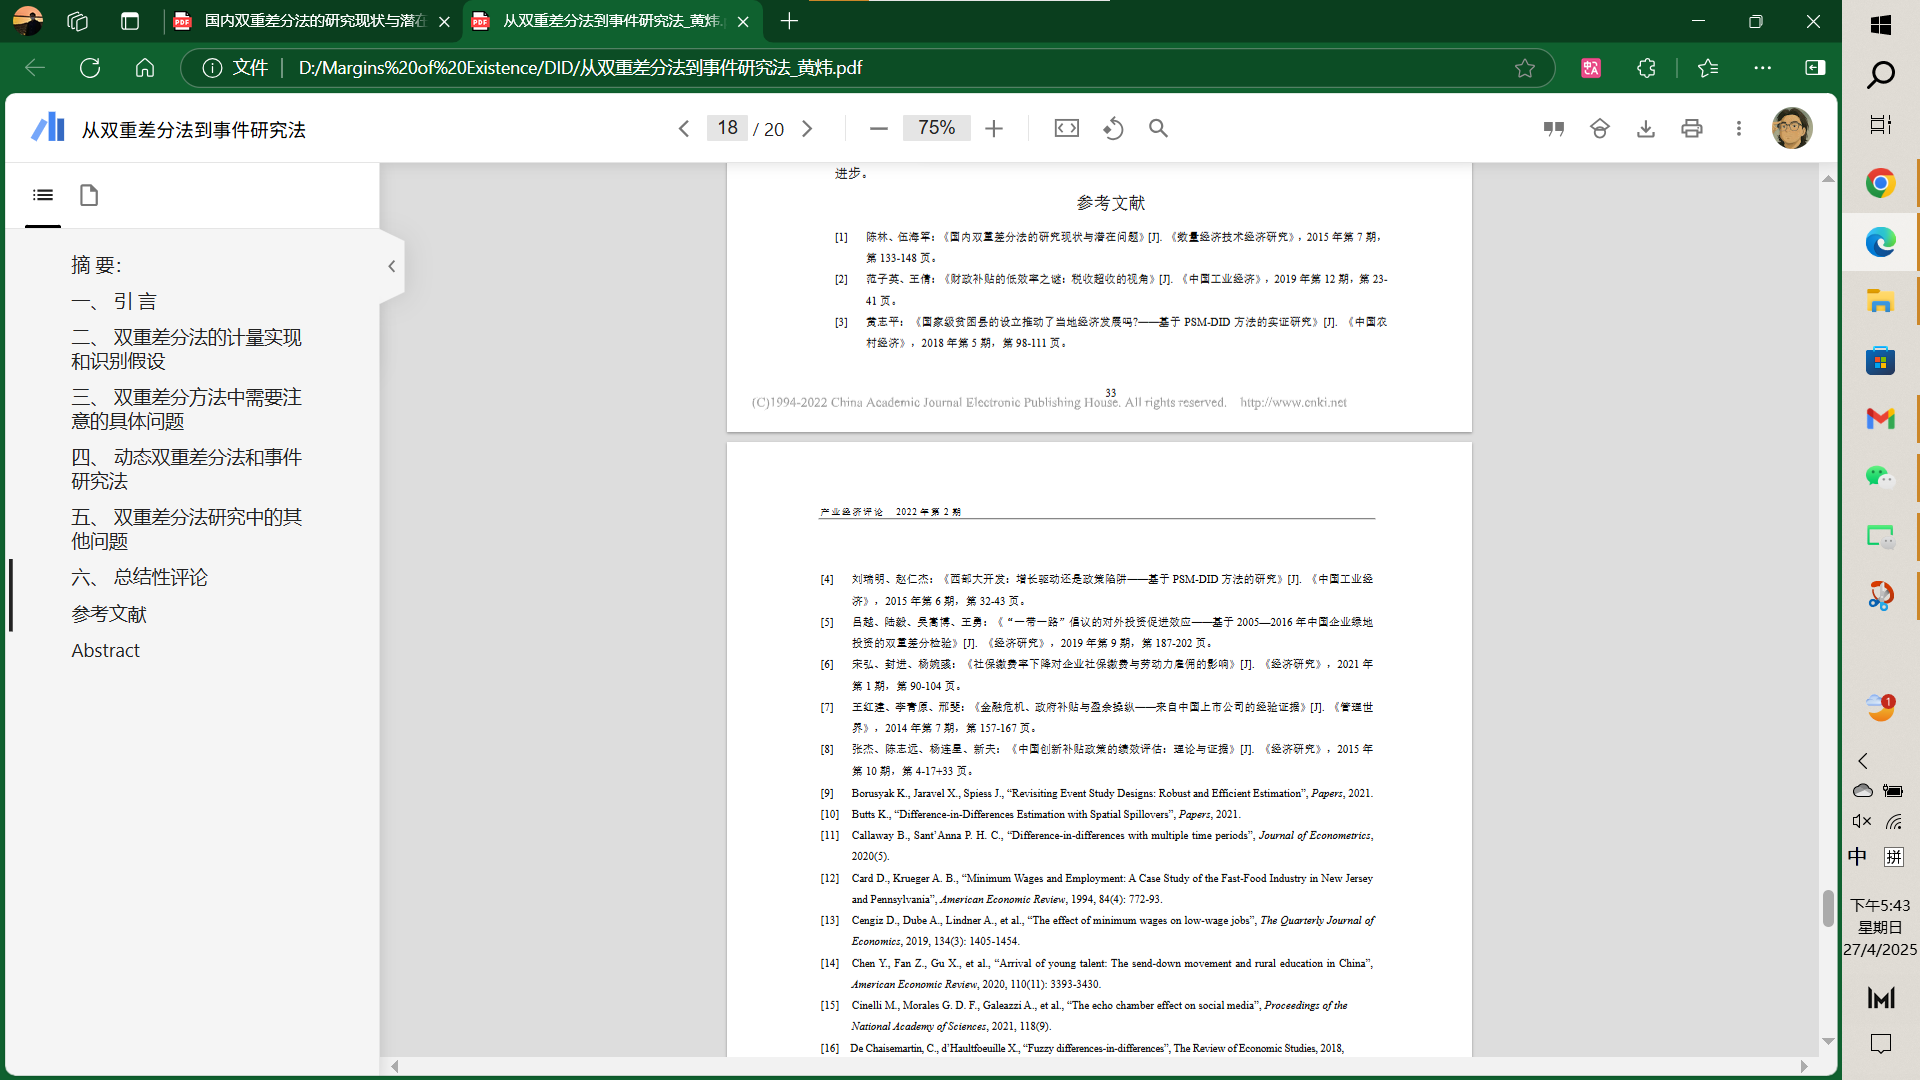 国内双重差分法的研究现状与潜在
从双重差分法到事件研究法_黄炜.p
文件
D:/Margins%20of%20Existence/DID/从双重差分法到事件研究法_黄炜.pdf
从双重差分法到事件研究法
18 / 20
75%
摘 要:
一、 引 言
二、 双重差分法的计量实现
和识别假设
三、 双重差分方法中需要注
意的具体问题
四、 动态双重差分法和事件
研究法
五、 双重差分法研究中的其
他问题
六、 总结性评论
参考文献
Abstract
进步。
参考文献
[1] 陈林、伍海军：《国内双重差分法的研究现状与潜在问题》[J]. 《数量经济技术经济研究》，2015 年第 7 期，
第 133-148 页。
[2] 范子英、王倩：《财政补贴的低效率之谜：税收超收的视角》[J]. 《中国工业经济》，2019 年第 12 期，第 23-
41 页。
[3] 黄志平：《国家级贫困县的设立推动了当地经济发展吗?——基于 PSM-DID 方法的实证研究》[J]. 《中国农
村经济》，2018 年第 5 期，第 98-111 页。
33
(C)1994-2022 China Academic Journal Electronic Publishing House. All rights reserved. http://www.cnki.net
产业经济评论 2022 年第 2 期
[4] 刘瑞明、赵仁杰：《西部大开发：增长驱动还是政策陷阱——基于 PSM-DID 方法的研究》[J]. 《中国工业经
济》，2015 年第 6 期，第 32-43 页。
[5] 吕越、陆毅、吴嵩博、王勇：《“一带一路”倡议的对外投资促进效应——基于 2005—2016 年中国企业绿地
投资的双重差分检验》[J]. 《经济研究》，2019 年第 9 期，第 187-202 页。
[6] 宋弘、封进、杨婉彧：《社保缴费率下降对企业社保缴费与劳动力雇佣的影响》[J]. 《经济研究》，2021 年
第 1 期，第 90-104 页。
[7] 王红建、李青原、邢斐：《金融危机、政府补贴与盈余操纵——来自中国上市公司的经验证据》[J]. 《管理世
界》，2014 年第 7 期，第 157-167 页。
[8] 张杰、陈志远、杨连星、新夫：《中国创新补贴政策的绩效评估：理论与证据》[J]. 《经济研究》，2015 年
第 10 期，第 4-17+33 页。
[9] Borusyak K., Jaravel X., Spiess J., “Revisiting Event Study Designs: Robust and Efficient Estimation”, Papers, 2021.
[10] Butts K., “Difference-in-Differences Estimation with Spatial Spillovers”, Papers, 2021.
[11] Callaway B., Sant’Anna P. H. C., “Difference-in-differences with multiple time periods”, Journal of Econometrics,
2020(5).
[12] Card D., Krueger A. B., “Minimum Wages and Employment: A Case Study of the Fast-Food Industry in New Jersey
and Pennsylvania”, American Economic Review, 1994, 84(4): 772-93.
[13] Cengiz D., Dube A., Lindner A., et al., “The effect of minimum wages on low-wage jobs”, The Quarterly Journal of
Economics, 2019, 134(3): 1405-1454.
[14] Chen Y., Fan Z., Gu X., et al., “Arrival of young talent: The send-down movement and rural education in China”,
American Economic Review, 2020, 110(11): 3393-3430.
[15] Cinelli M., Morales G. D. F., Galeazzi A., et al., “The echo chamber effect on social media”, Proceedings of the
National Academy of Sciences, 2021, 118(9).
[16] De Chaisemartin, C., d’Haultfoeuille X., “Fuzzy differences-in-differences”, The Review of Economic Studies, 2018,
1
中
拼
下午5:43
星期日
27/4/2025